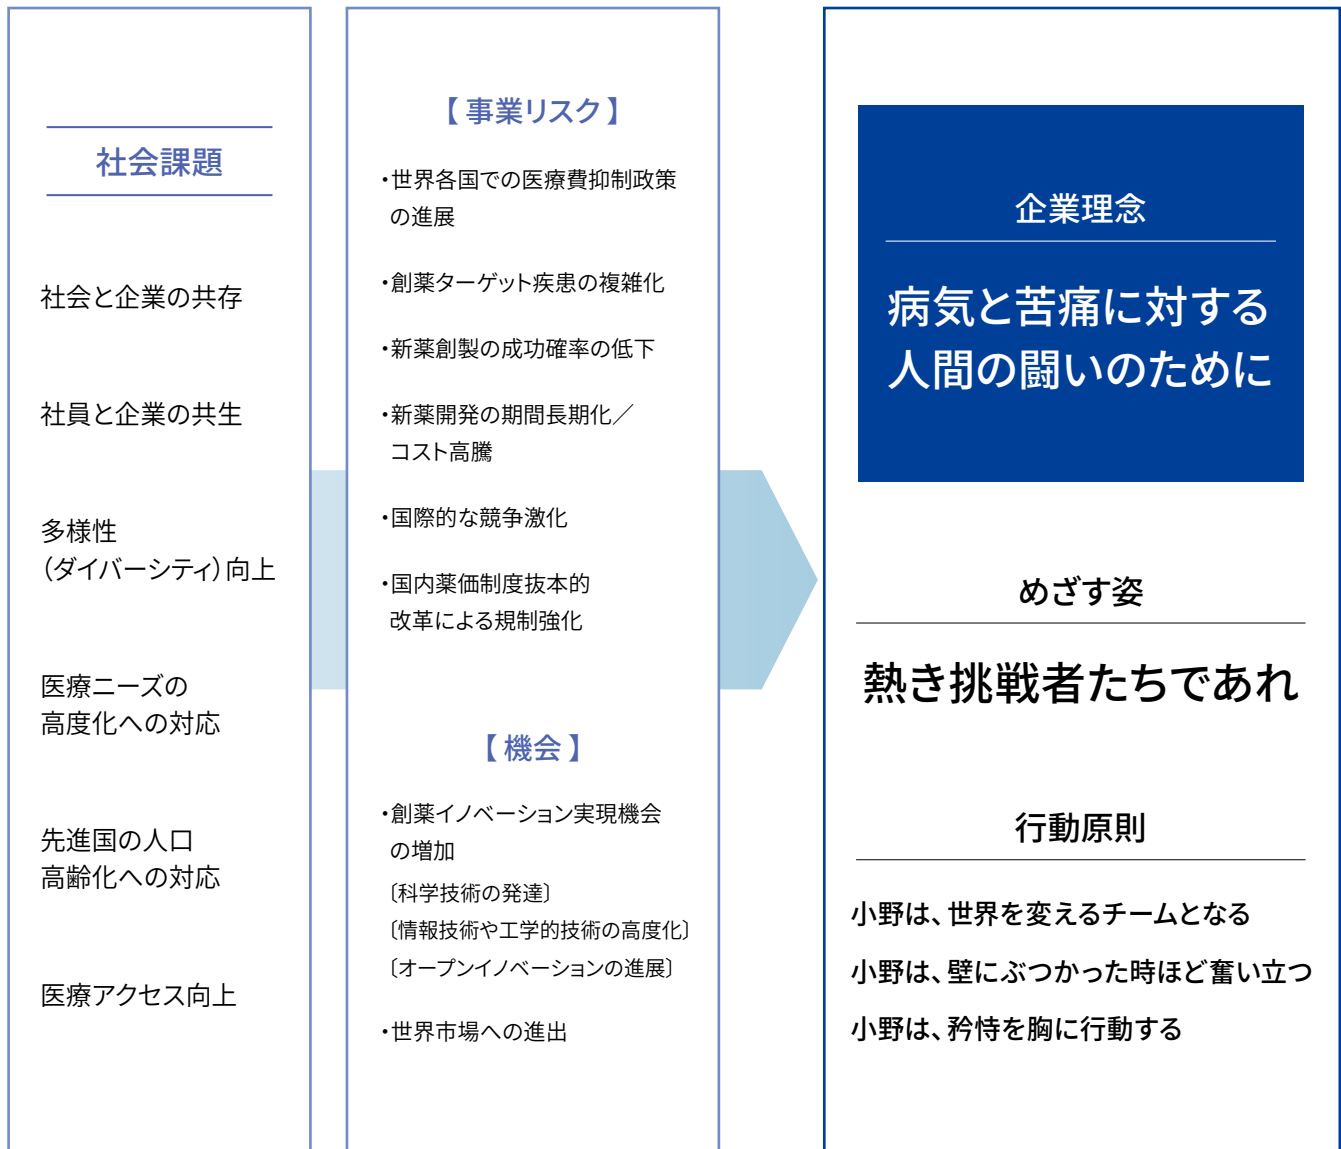 社会課題
社会と企業の共存
社員と企業の共生
多様性
（ダイバーシティ）向上
医療ニーズの
高度化への対応
先進国の人口
高齢化への対応
医療アクセス向上
【事業リスク】
・世界各国での医療費抑制政策
の進展
・創薬ターゲット疾患の複雑化
・新薬創製の成功確率の低下
・新薬開発の期間長期化／
コスト高騰
・国際的な競争激化
・国内薬価制度抜本的
改革による規制強化
【機会】
・創薬イノベーション実現機会
の増加
〔科学技術の発達〕
〔情報技術や工学的技術の高度化〕
〔オープンイノベーションの進展〕
・世界市場への進出
企業理念
病気と苦痛に対する
人間の闘いのために
めざす姿
熱き挑戦者たちであれ
行動原則
小野は、世界を変えるチームとなる
小野は、壁にぶつかった時ほど奮い立つ
小野は、矜恃を胸に行動する